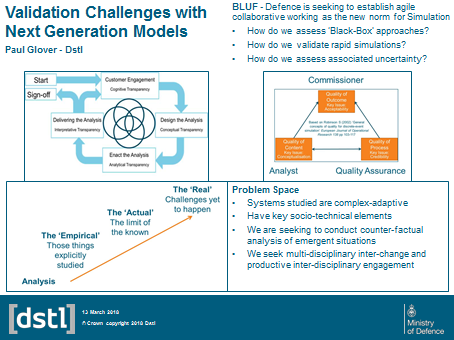 Validation Challenges with
Next Generation Models
Paul Glover - Dstl
BLUF - Defence is seeking to establish agile
collaborative working as the new norm for Simulation
• How do we assess 'Black-Box' approaches?
• How do we validate rapid simulations?
• How do we assess associated uncertainty?
Start
Sign-off
Customer Engagement
Cognitive Transparency
Delivering the Analysis
Interpretive Transparency
Design the Analysis
Conceptual Transparency
Enact the Analysis
Analytical Transparency
Commissioner
Quality of
Outcome
Key Issue
Acceptability
Based on Robinson S (2002) 'General
concepts of quality for discrete-event
simulation' European Journal of Operational
Research 138 pp 103-117
Quality of
Content
Key Issue
Conceptualisation
Quality of
Process
Key Issue
Credibility
Analyst
Quality Assurance
The 'Real'
Challenges yet
to happen
The 'Actual'
The limit of
the known
The 'Empirical'
Those things
explicitly
studied
Analysis
Problem Space
• Systems studied are complex-adaptive
• Have key socio-technical elements
• We are seeking to conduct counter-factual
analysis of emergent situations
• We seek multi-disciplinary inter-change and
productive inter-disciplinary engagement
[dstl]
13 March 2018
© Crown copyright 2018 Dstl
Ministry
of Defence